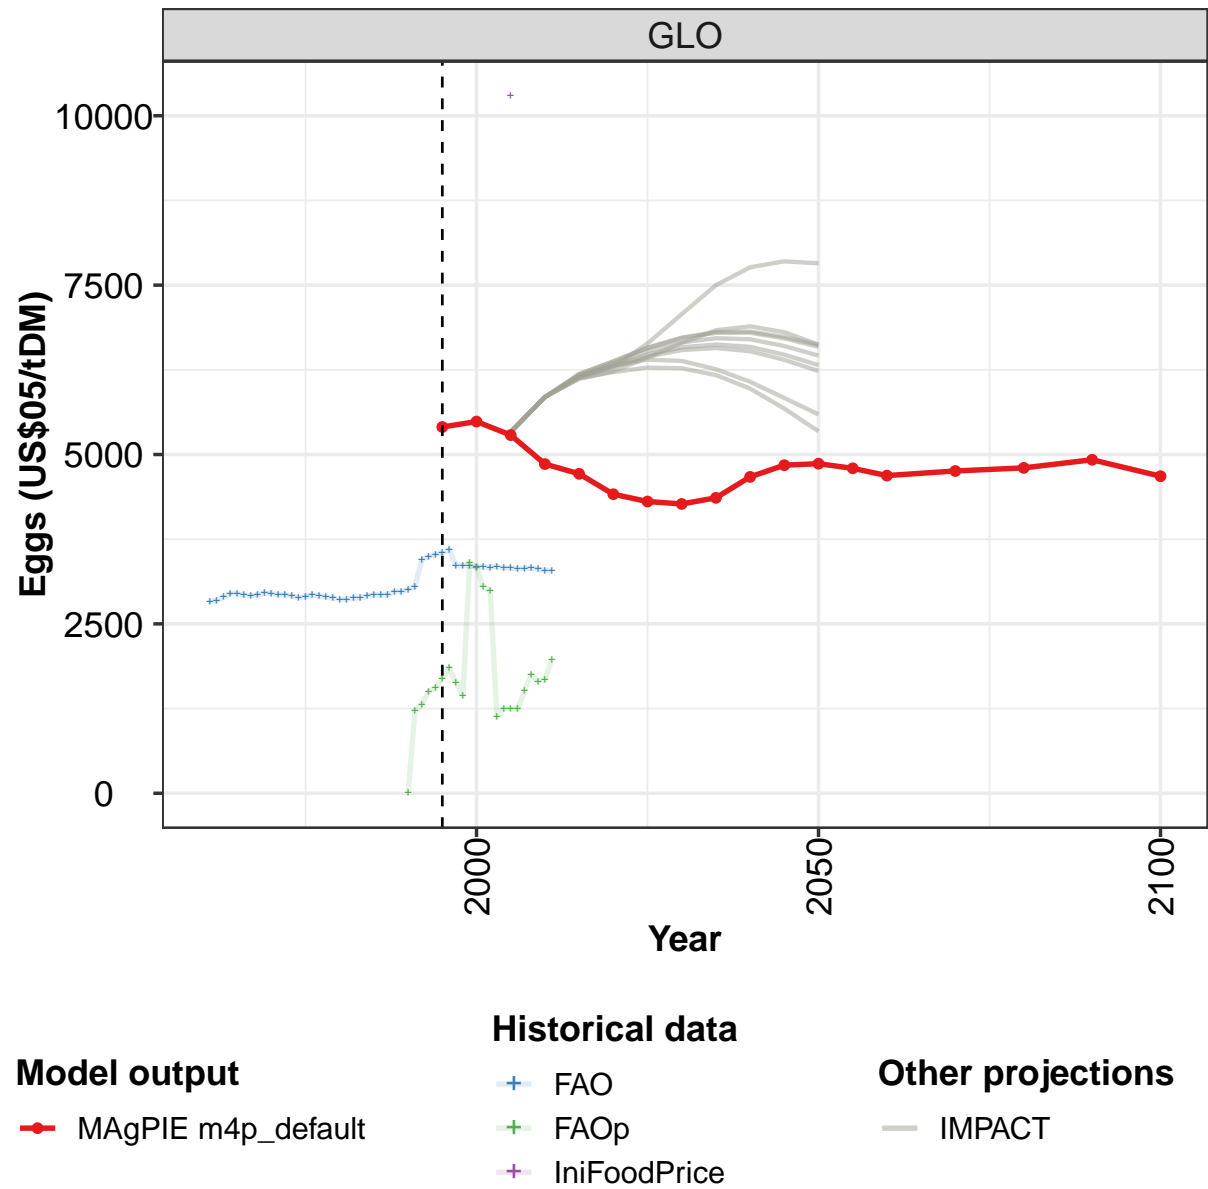 GLO
10000
7500
5000
2500
0
Eggs (US$05/tDM)
2000
2050
2100
Year
Model output
MAgPIE m4p_default
Historical data
FAO
FAOp
IniFoodPrice
Other projections
IMPACT